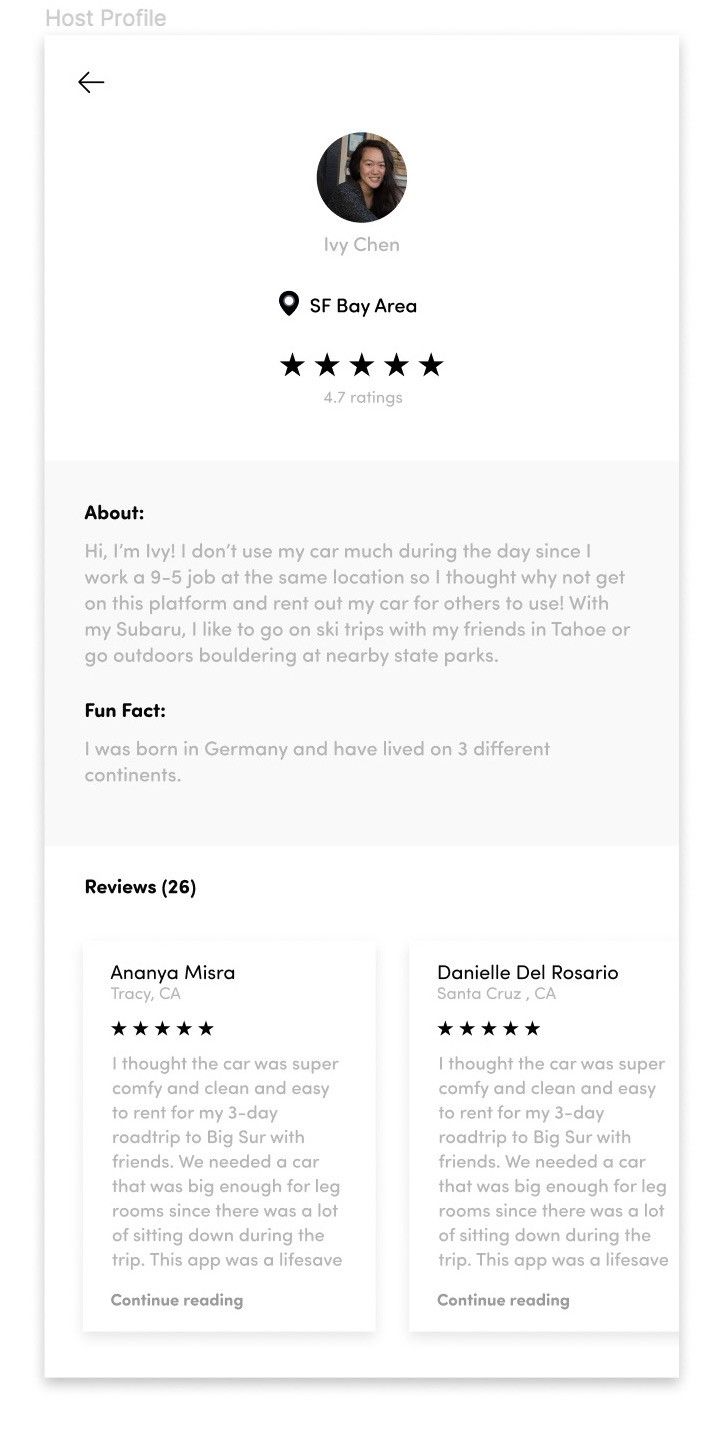 Host Profile
Ivy Chen
SF Bay Area
4.7 ratings
About:
Hi, I'm Ivy! I don't use my car much during the day since I
work a 9-5 job at the same location so I thought why not get
on this platform and rent out my car for others to use! With
my Subaru, I like to go on ski trips with my friends in Tahoe or
go outdoors bouldering at nearby state parks.
Fun Fact:
I was born in Germany and have lived on 3 different
continents.
Reviews (26)
Ananya Misra
Tracy, CA
I thought the car was super
comfy and clean and easy
to rent for my 3-day
roadtrip to Big Sur with
friends. We needed a car
that was big enough for leg
rooms since there was a lot
of sitting down during the
trip. This app was a lifesave
Continue reading
Danielle Del Rosario
Santa Cruz , CA
I thought the car was super
comfy and clean and easy
to rent for my 3-day
roadtrip to Big Sur with
friends. We needed a car
that was big enough for leg
rooms since there was a lot
of sitting down during the
trip. This app was a lifesave
Continue reading